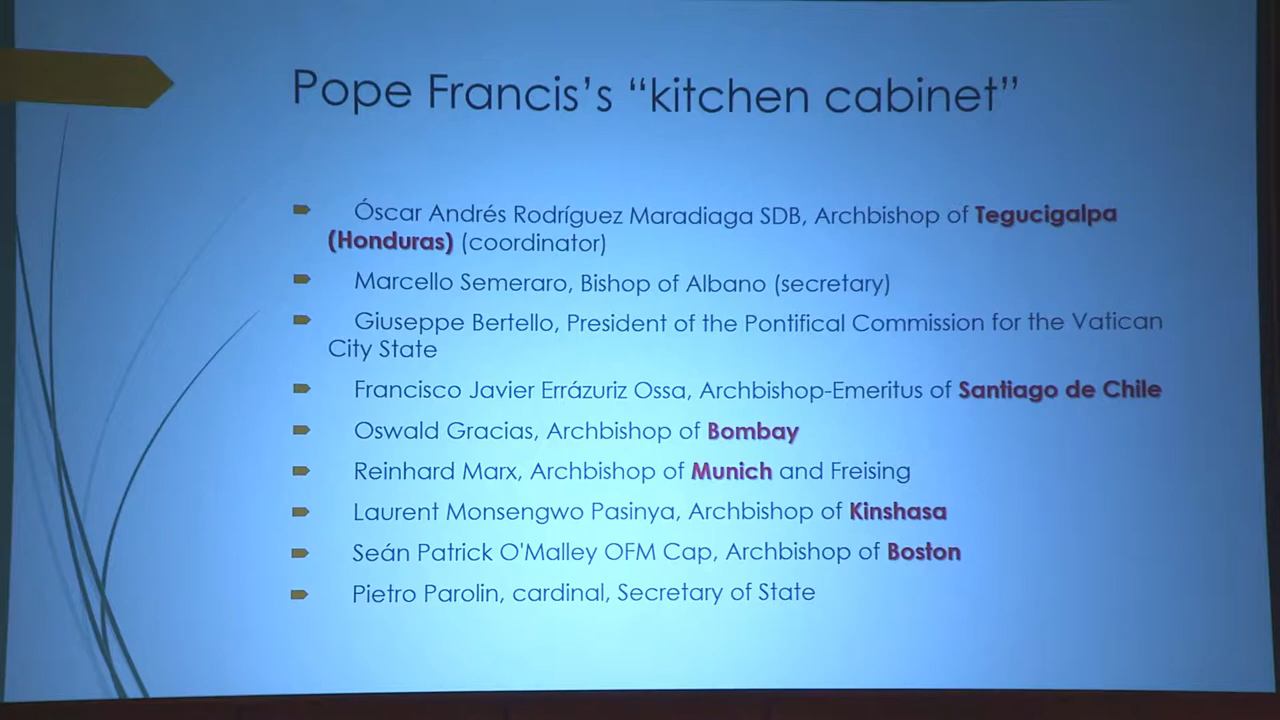 Pope Francis's “kitchen cabinet”
Óscar Andrés Rodríguez Maradiaga SDB, Archbishop of Tegucigalpa
(Honduras) (coordinator)
Marcello Semeraro, Bishop of Albano (secretary)
Giuseppe Bertello, President of the Pontifical Commission for the Vatican
City State
Francisco Javier Errázuriz Ossa, Archbishop-Emeritus of Santiago de Chile
Oswald Gracias, Archbishop of Bombay
Reinhard Marx, Archbishop of Munich and Freising
Laurent Monsengwo Pasinya, Archbishop of Kinshasa
Seán Patrick O'Malley OFM Cap, Archbishop of Boston
Pietro Parolin, cardinal, Secretary of State